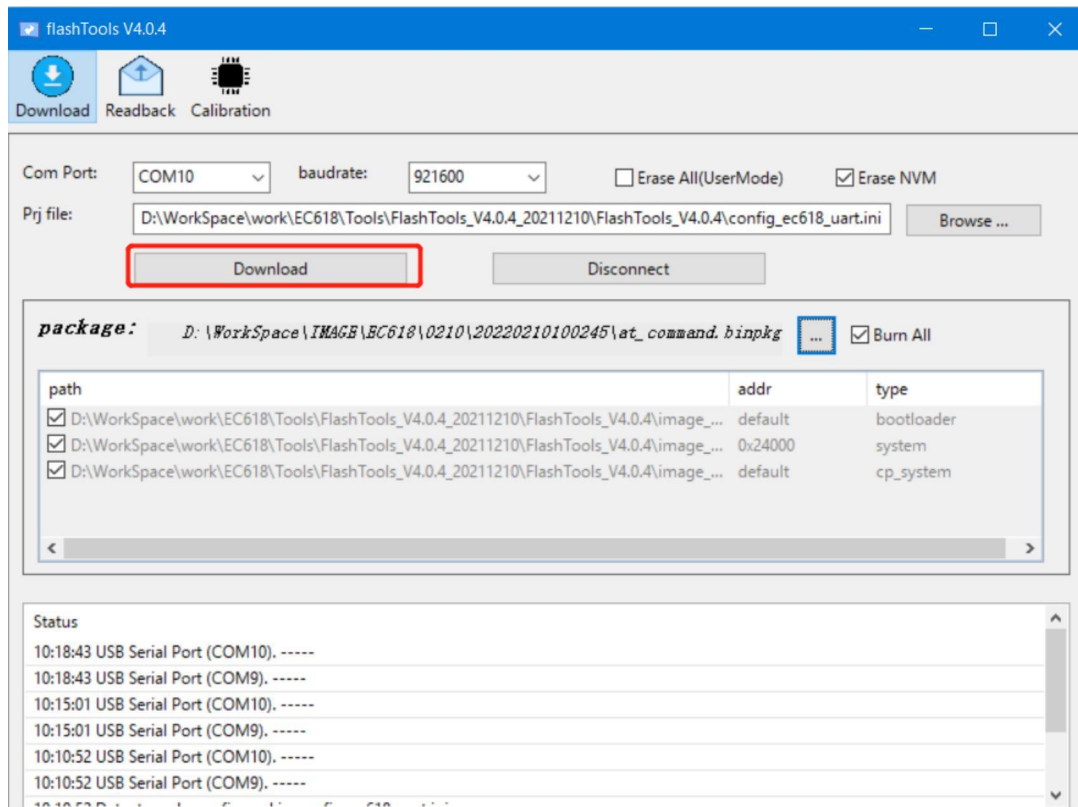 flashTools V4.0.4
Download Readback Calibration
Com Port: COM10 baudrate: 921600 Erase All(UserMode) Erase NVM
Prj file: D:\WorkSpace\work\EC618\Tools\FlashTools_V4.0.4_20211210\FlashTools_V4.0.4\config_ec618_uart.ini Browse ...
Download Disconnect
package: D:\WorkSpace\IMAGE\EC618\0210\20220210100245\at_command.binpkg ... Burn All
path addr type
D:\WorkSpace\work\EC618\Tools\FlashTools_V4.0.4_20211210\FlashTools_V4.0.4\image_... default bootloader
D:\WorkSpace\work\EC618\Tools\FlashTools_V4.0.4_20211210\FlashTools_V4.0.4\image_... 0x24000 system
D:\WorkSpace\work\EC618\Tools\FlashTools_V4.0.4_20211210\FlashTools_V4.0.4\image_... default cp_system
Status
10:18:43 USB Serial Port (COM10). -----
10:18:43 USB Serial Port (COM9). -----
10:15:01 USB Serial Port (COM10). -----
10:15:01 USB Serial Port (COM9). -----
10:10:52 USB Serial Port (COM10). -----
10:10:52 USB Serial Port (COM9). -----